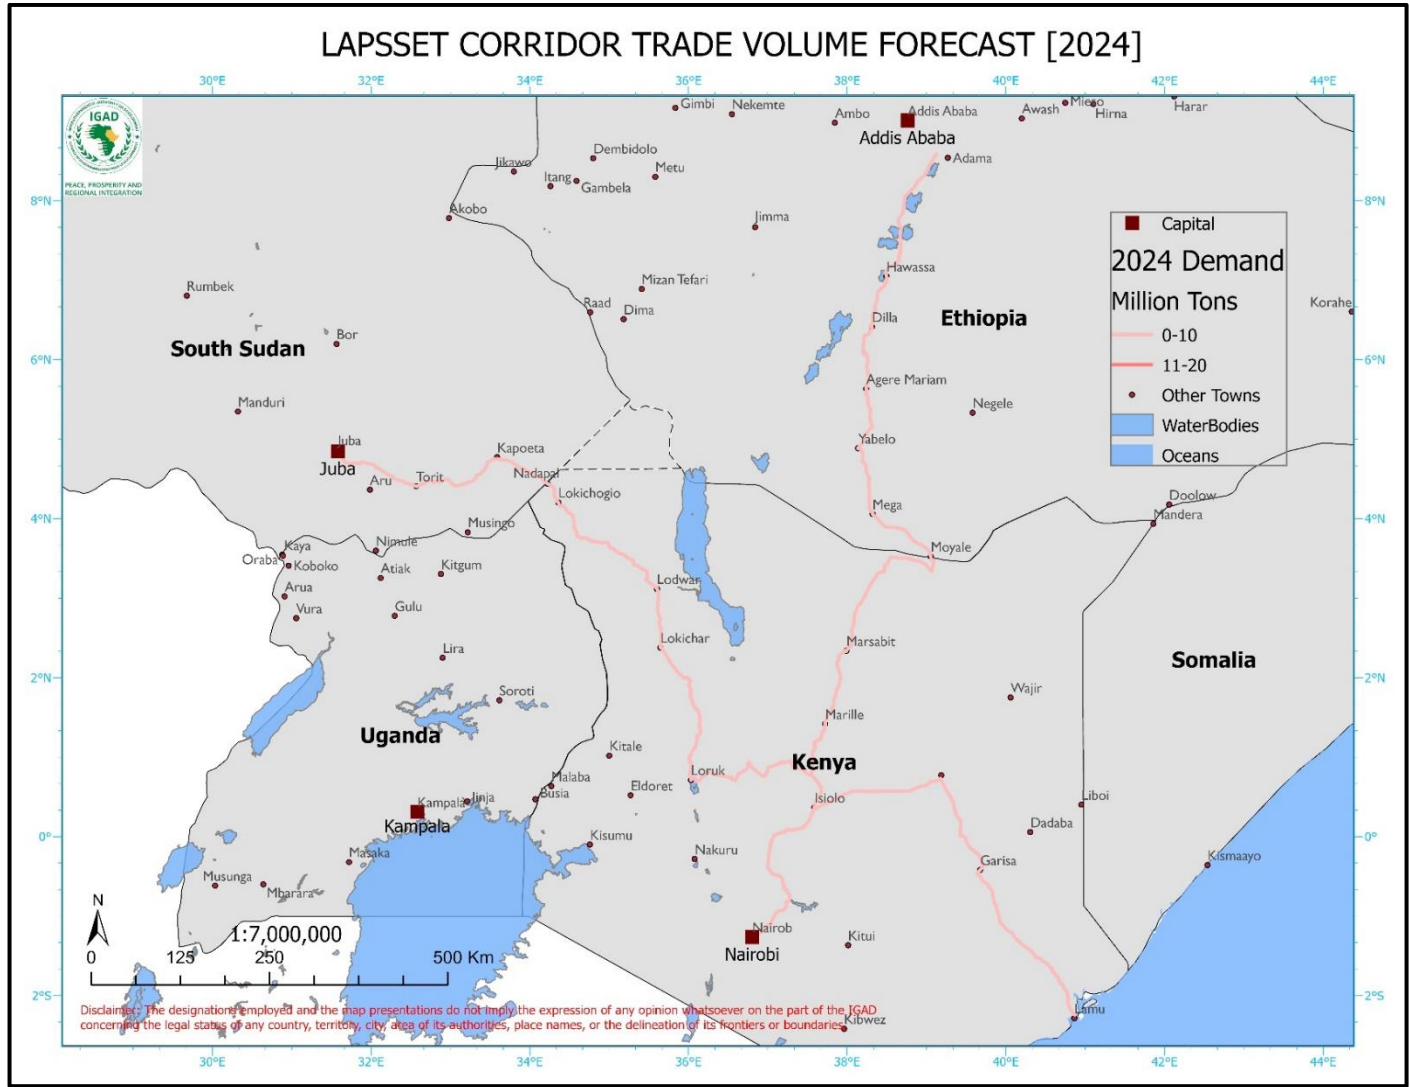 LAPSSET CORRIDOR TRADE VOLUME FORECAST [2024]
30°E 32°E 34°E 36°E 38°E 40°E 42°E 44°E
IGAD
PEACE, PROSPERITY AND
REGIONAL INTEGRATION
Gimbi
Nekemte
Ambo
Addis Ababa
Addis Ababa
Awash
Mieso
Hirna
Harar
Adama
Jikawo
Dembidolo
Itang
Gambela
Metu
8°N
8°N
Akobo
Jimma
Capital
2024 Demand
Million Tons
0-10
11-20
Other Towns
WaterBodies
Oceans
Hawassa
Rumbek
Mizan Tefari
Raad
Dima
Dilla
Ethiopia
Korahe
Bor
South Sudan
6°N
6°N
Manduri
Agere Mariam
Negele
Juba
Juba
Kapoeta
Yabelo
Aru
Torit
Nadapal
Lokichogio
Mega
Doolow
Mandera
4°N
4°N
Musingo
Kaya
Oraba
Koboko
Nimule
Atiak
Kitgum
Moyale
Arua
Vura
Gulu
Lodwar
Lira
Lokichar
Marsabit
Somalia
2°N
2°N
Soroti
Wajir
Uganda
Marille
Kitale
Kenya
Malaba
Busia
Eldoret
Loruk
Isiolo
Liboi
Kampala
Kampala
Jinja
Dadaba
0°
0°
Masaka
Kisumu
Nakuru
Garisa
Kismaayo
Musunga
Mbarara
N
1:7,000,000
0 125 250 500 Km
Nairob
Nairobi
Kitui
2°S
2°S
Lamu
Kibwez
Disclaimer: The designations employed and the map presentations do not imply the expression of any opinion whatsoever on the part of the IGAD
concerning the legal status of any country, territory, city, area of its authorities, place names, or the delineation of its frontiers or boundaries
30°E 32°E 34°E 36°E 38°E 40°E 42°E 44°E